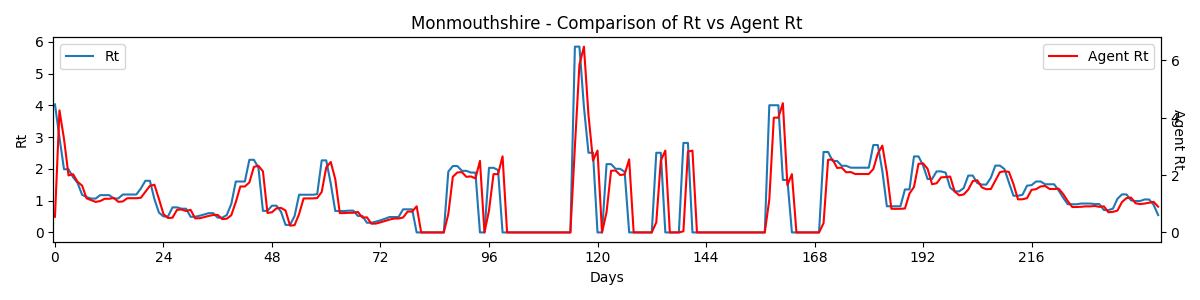 Monmouthshire - Comparison of Rt vs Agent Rt
Rt
Agent Rt
6
5
4
3
2
1
0
Rt
6
4
2
0
Agent Rt
0 24 48 72 96 120 144 168 192 216
Days